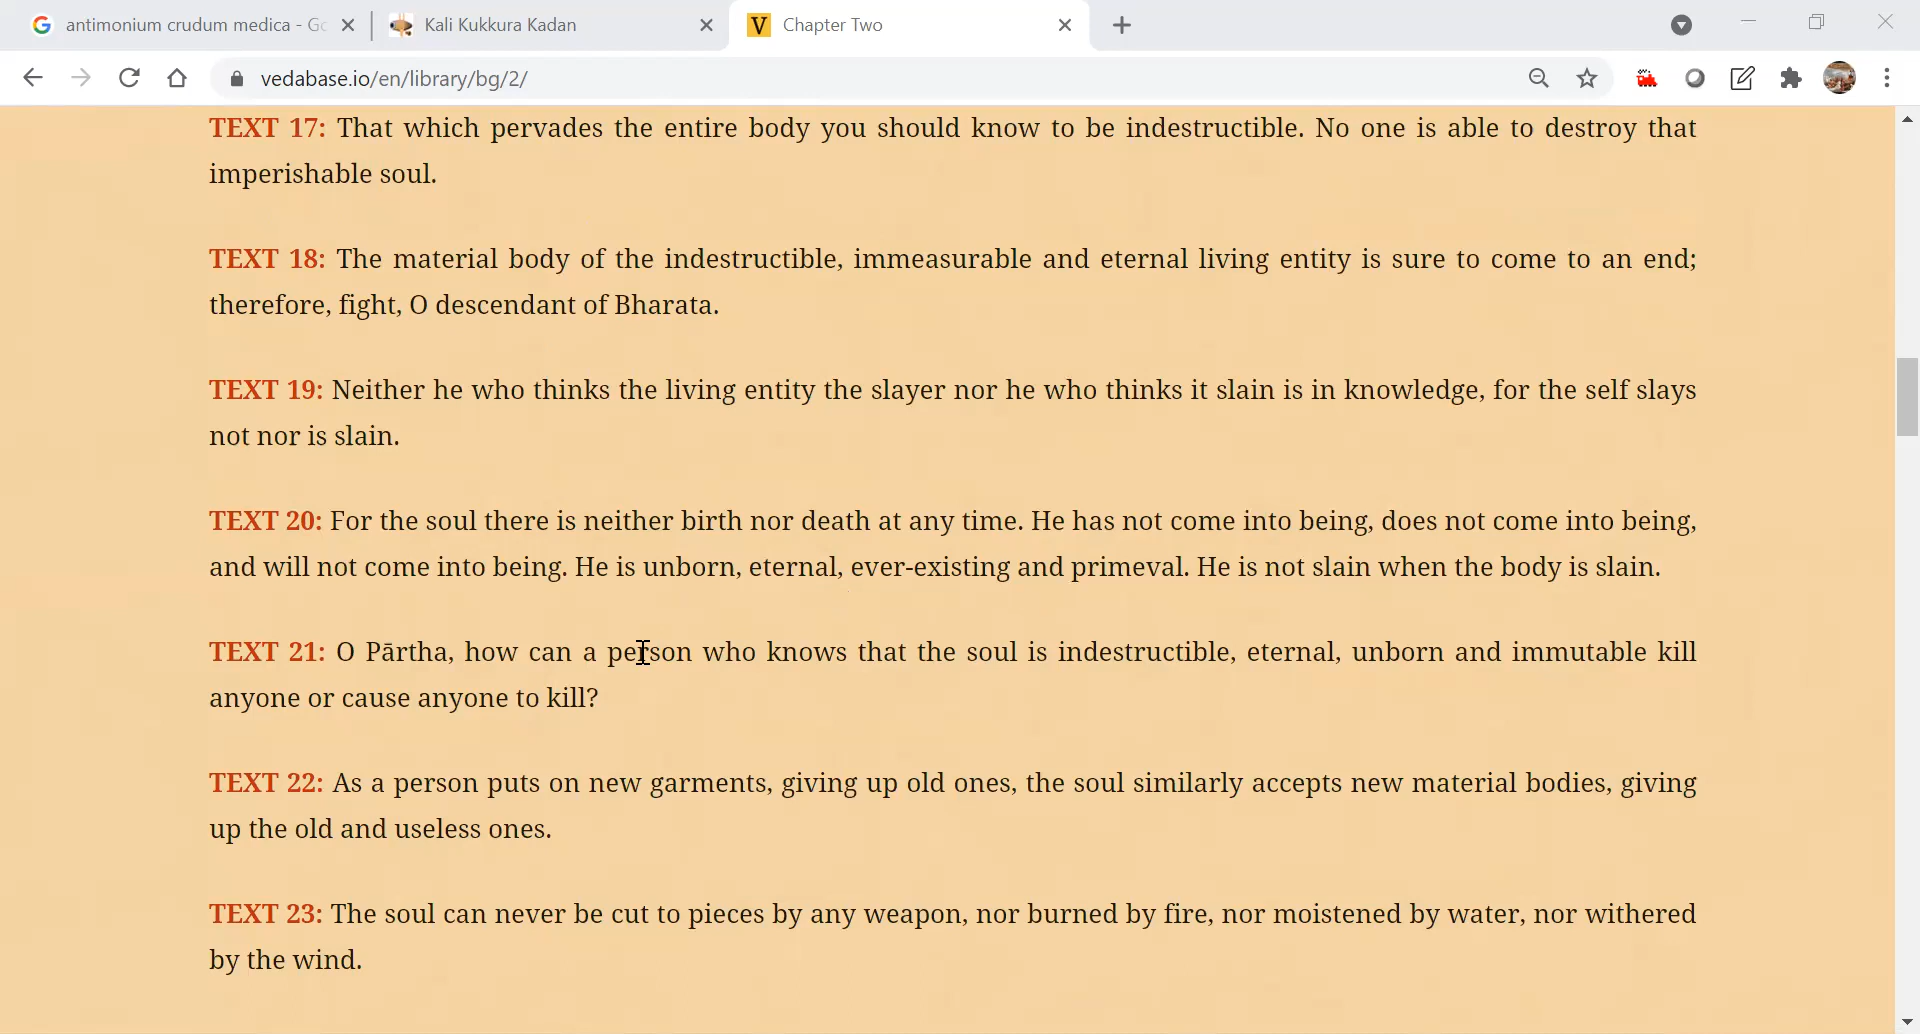 antimonium crudum medica - Go
Kali Kukkura Kadan
V Chapter Two
vedabase.io/en/library/bg/2/
TEXT 17: That which pervades the entire body you should know to be indestructible. No one is able to destroy that
imperishable soul.
TEXT 18: The material body of the indestructible, immeasurable and eternal living entity is sure to come to an end;
therefore, fight, O descendant of Bharata.
TEXT 19: Neither he who thinks the living entity the slayer nor he who thinks it slain is in knowledge, for the self slays
not nor is slain.
TEXT 20: For the soul there is neither birth nor death at any time. He has not come into being, does not come into being,
and will not come into being. He is unborn, eternal, ever-existing and primeval. He is not slain when the body is slain.
TEXT 21: O Pārtha, how can a person who knows that the soul is indestructible, eternal, unborn and immutable kill
anyone or cause anyone to kill?
TEXT 22: As a person puts on new garments, giving up old ones, the soul similarly accepts new material bodies, giving
up the old and useless ones.
TEXT 23: The soul can never be cut to pieces by any weapon, nor burned by fire, nor moistened by water, nor withered
by the wind.